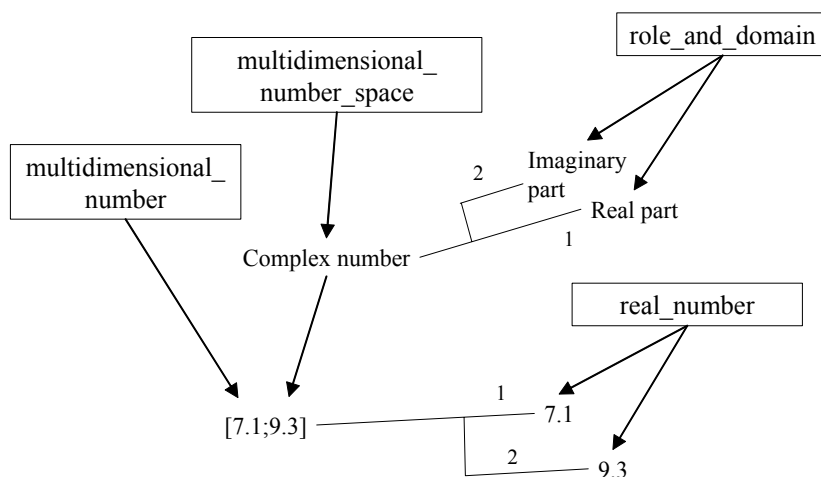 role_and_domain
multidimensional_
number_space
multidimensional_
number
Imaginary
part
2
Real part
1
Complex number
real_number
1
7.1
[7.1;9.3]
2
9.3